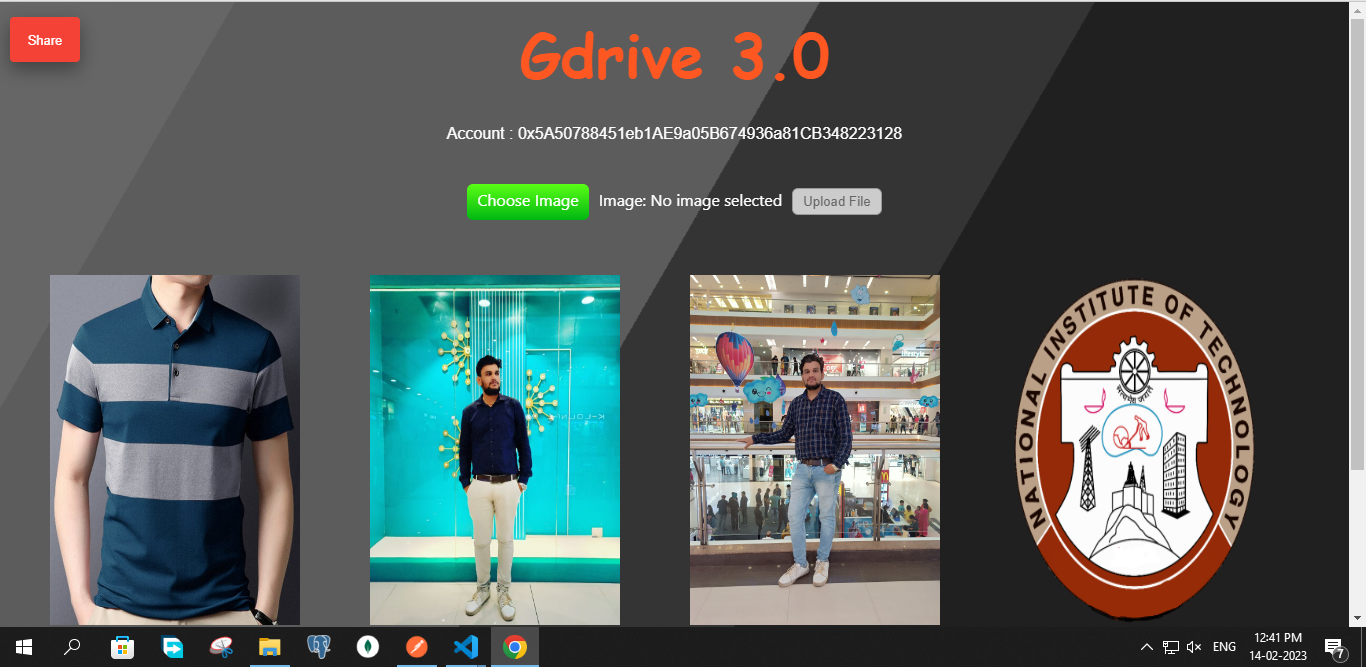 Share
Gdrive 3.0
Account : 0x5A50788451eb1AE9a05B674936a81CB348223128
Choose Image
Image: No image selected
Upload File
NATIONAL INSTITUTE OF TECHNOLOGY
lifestyle
ENG
12:41 PM
14-02-2023
7